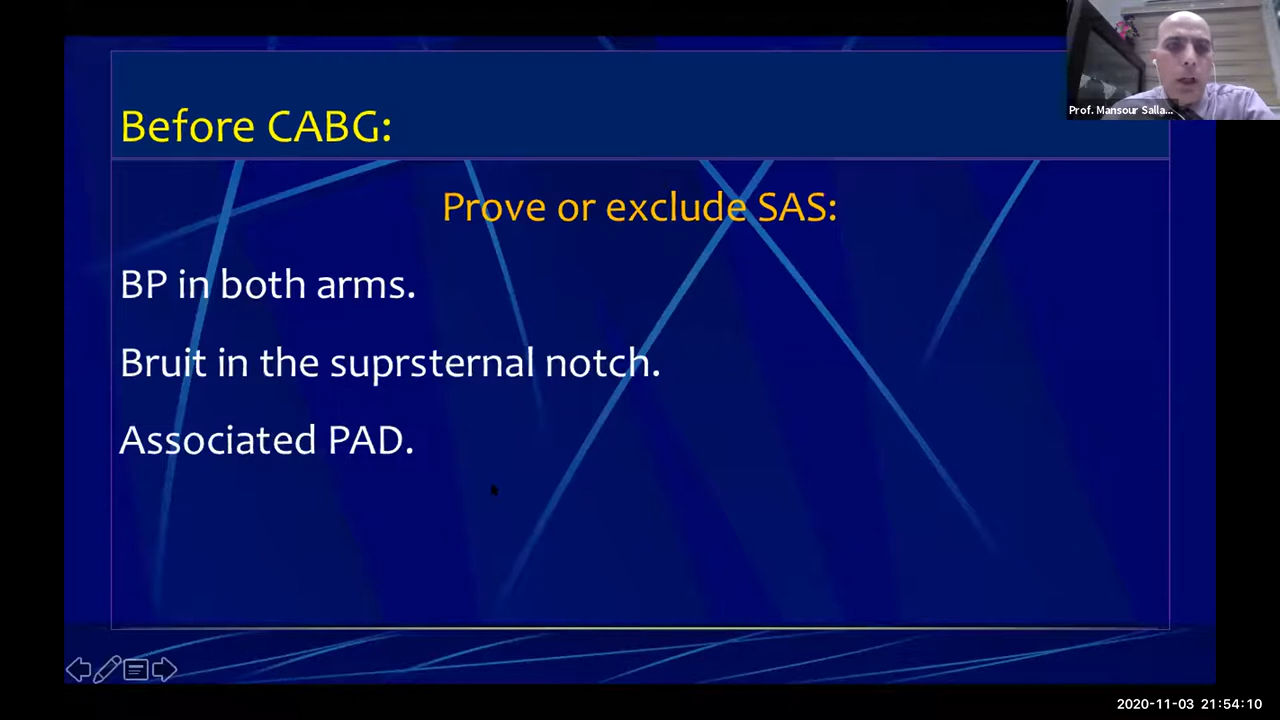 Before CABG:
Prof. Mansour Salla...
Prove or exclude SAS:
BP in both arms.
Bruit in the suprsternal notch.
Associated PAD.
2020-11-03 21:54:10